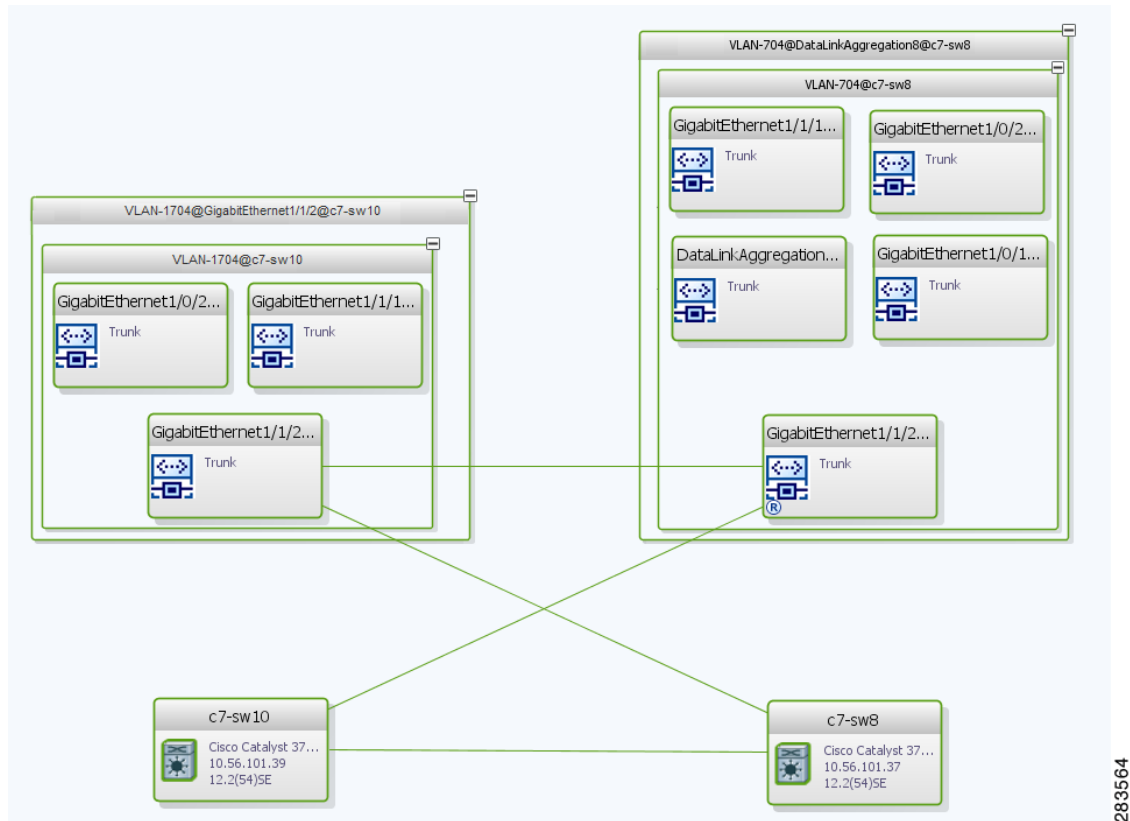 VLAN-704@DataLinkAggregation8@c7-sw8
VLAN-704@c7-sw8
GigabitEthernet1/1/1...
Trunk
GigabitEthernet1/0/2...
Trunk
DataLinkAggregation...
Trunk
GigabitEthernet1/0/1...
Trunk
GigabitEthernet1/1/2...
Trunk
R
VLAN-1704@GigabitEthernet1/1/2@c7-sw10
VLAN-1704@c7-sw10
GigabitEthernet1/0/2...
Trunk
GigabitEthernet1/1/1...
Trunk
GigabitEthernet1/1/2...
Trunk
c7-sw10
Cisco Catalyst 37...
10.56.101.39
12.2(54)SE
c7-sw8
Cisco Catalyst 37...
10.56.101.37
12.2(54)SE
283564